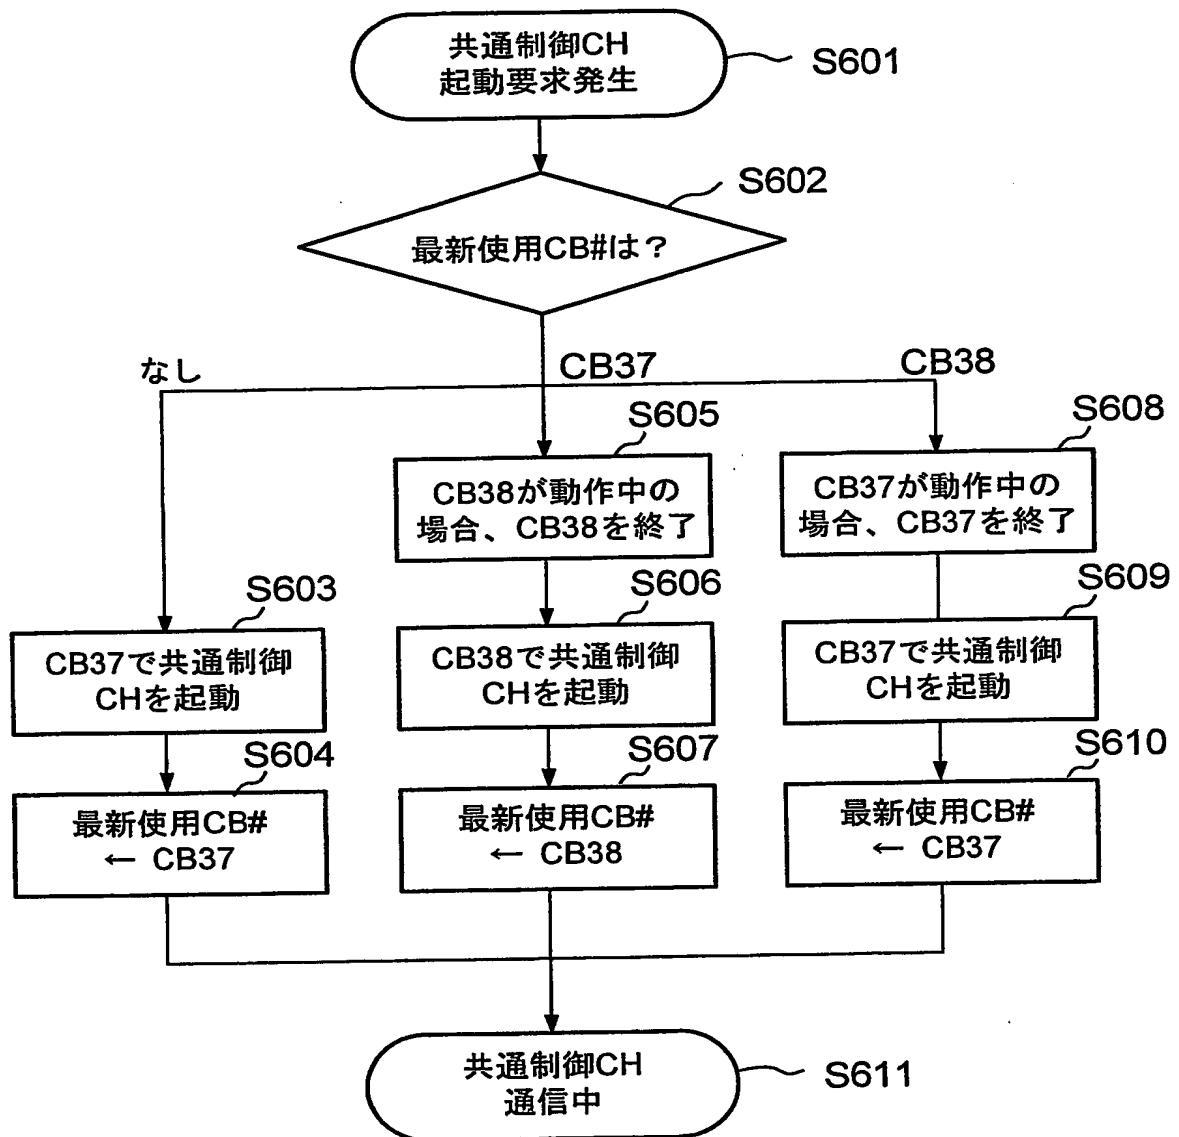 共通制御CH
起動要求発生
S601
S602
最新使用CB#は？
なし
CB37
CB38
S605
CB38が動作中の
場合、CB38を終了
S608
CB37が動作中の
場合、CB37を終了
S603
CB37で共通制御
CHを起動
S606
CB38で共通制御
CHを起動
S609
CB37で共通制御
CHを起動
S604
最新使用CB#
← CB37
S607
最新使用CB#
← CB38
S610
最新使用CB#
← CB37
共通制御CH
通信中
S611